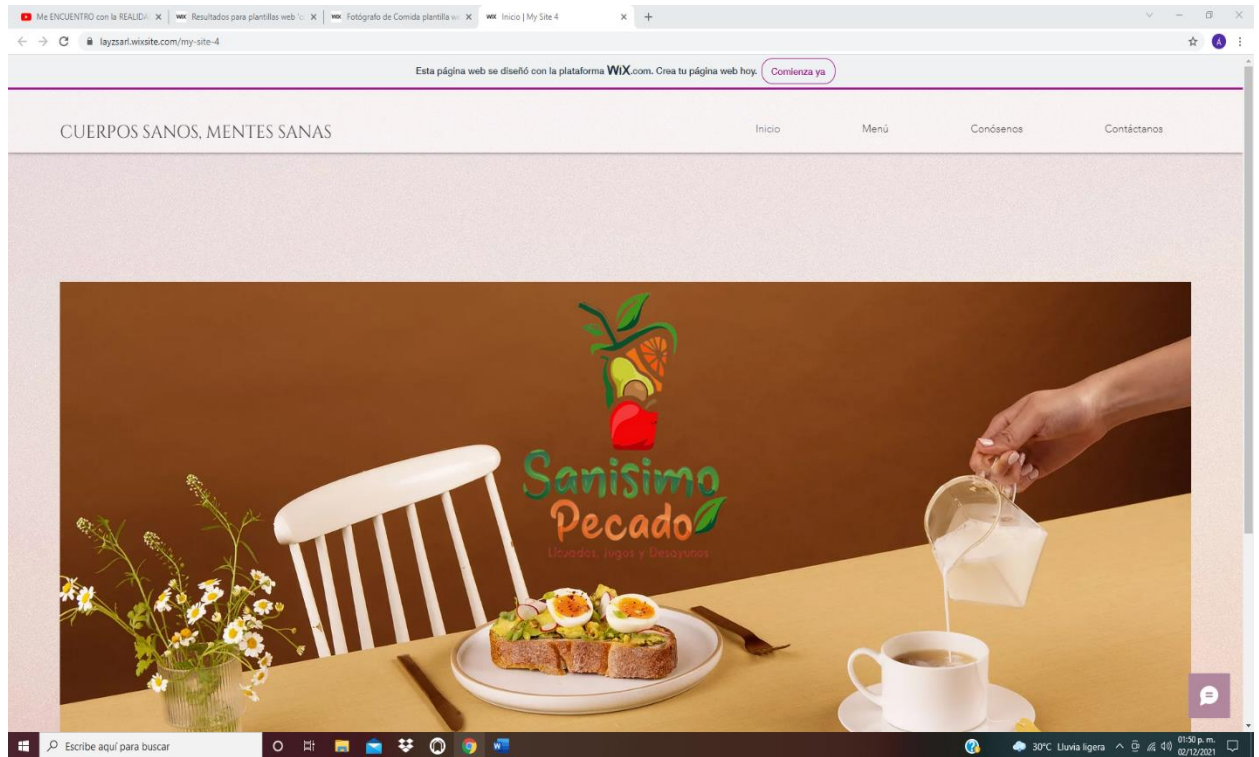 Me ENCUENTRO con la REALIDA
WiX Resultados para plantillas web "c
WiX Fotógrafo de Comida plantilla w
WiX Inicio | My Site 4
layzsarl.wixsite.com/my-site-4
Á
Esta página web se diseñó con la plataforma WiX.com. Crea tu página web hoy. Comienza ya
CUERPOS SANOS, MENTES SANAS
Inicio Menú Conósenos Contáctanos
Sanisimo
Pecado
Licuados, Jugos y Desayunos
Escribe aquí para buscar
30°C Lluvia ligera
01:50 p. m.
02/12/2021